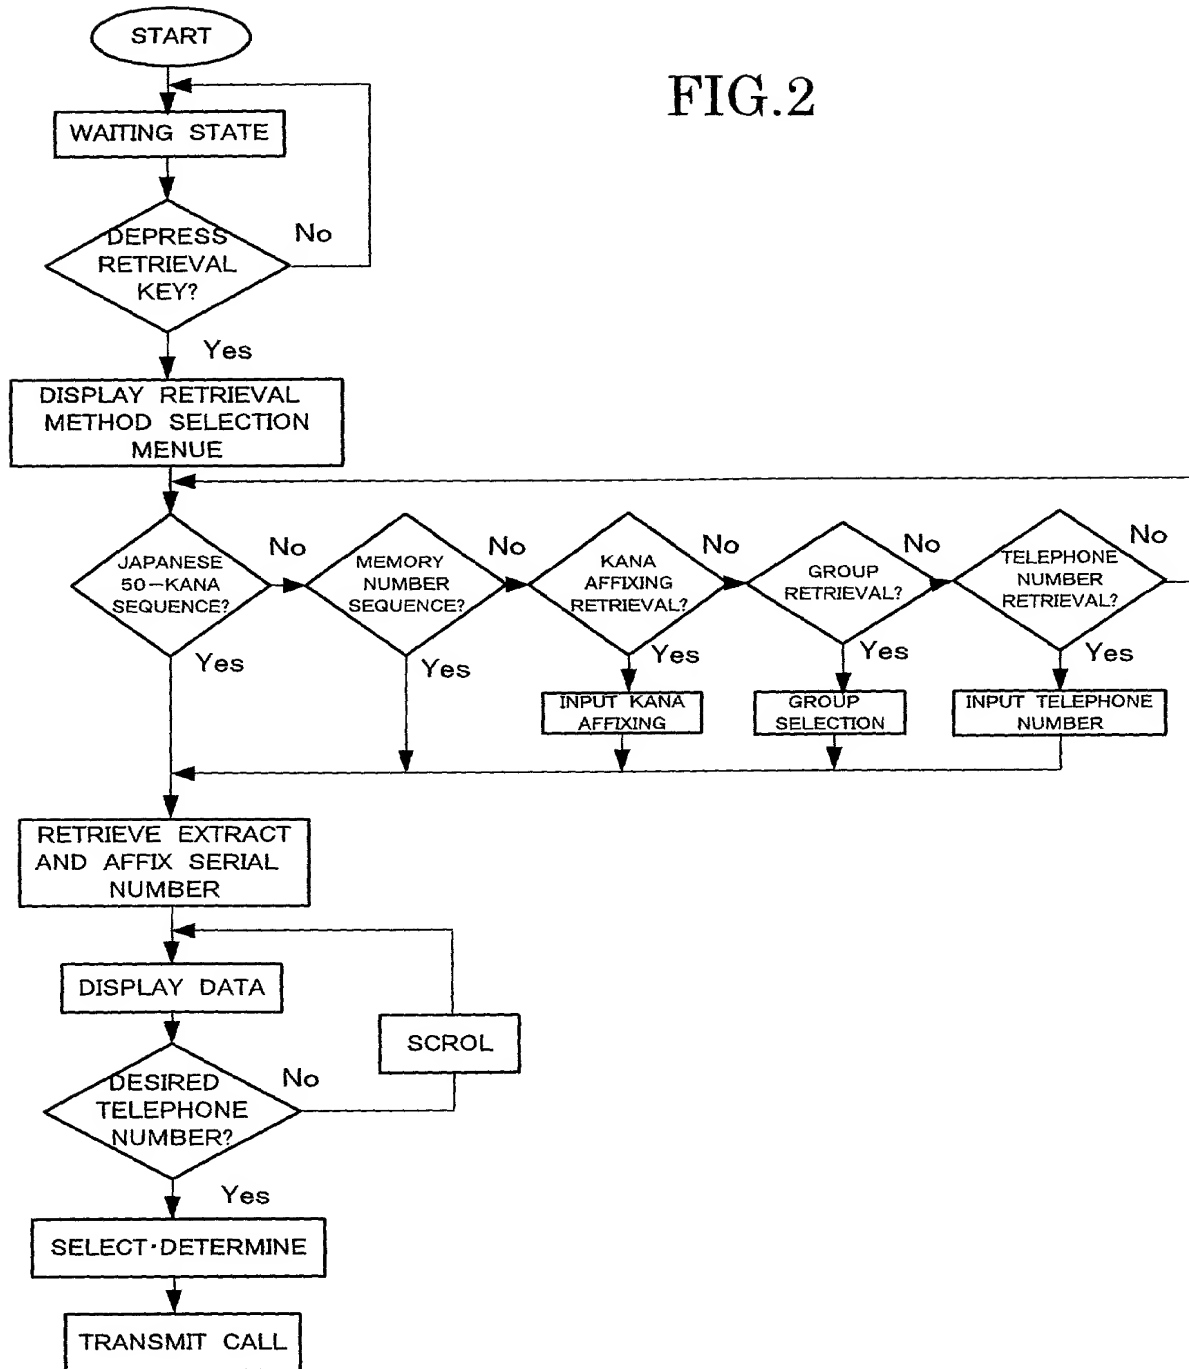 START
FIG.2
WAITING STATE
DEPRESS
RETRIEVAL
KEY?
No
Yes
DISPLAY RETRIEVAL
METHOD SELECTION
MENUE
JAPANESE
50-KANA
SEQUENCE?
No
Yes
MEMORY
NUMBER
SEQUENCE?
No
Yes
KANA
AFFIXING
RETRIEVAL?
No
Yes
GROUP
RETRIEVAL?
No
Yes
TELEPHONE
NUMBER
RETRIEVAL?
No
Yes
INPUT KANA
AFFIXING
GROUP
SELECTION
INPUT TELEPHONE
NUMBER
RETRIEVE EXTRACT
AND AFFIX SERIAL
NUMBER
DISPLAY DATA
SCROL
DESIRED
TELEPHONE
NUMBER?
No
Yes
SELECT·DETERMINE
TRANSMIT CALL